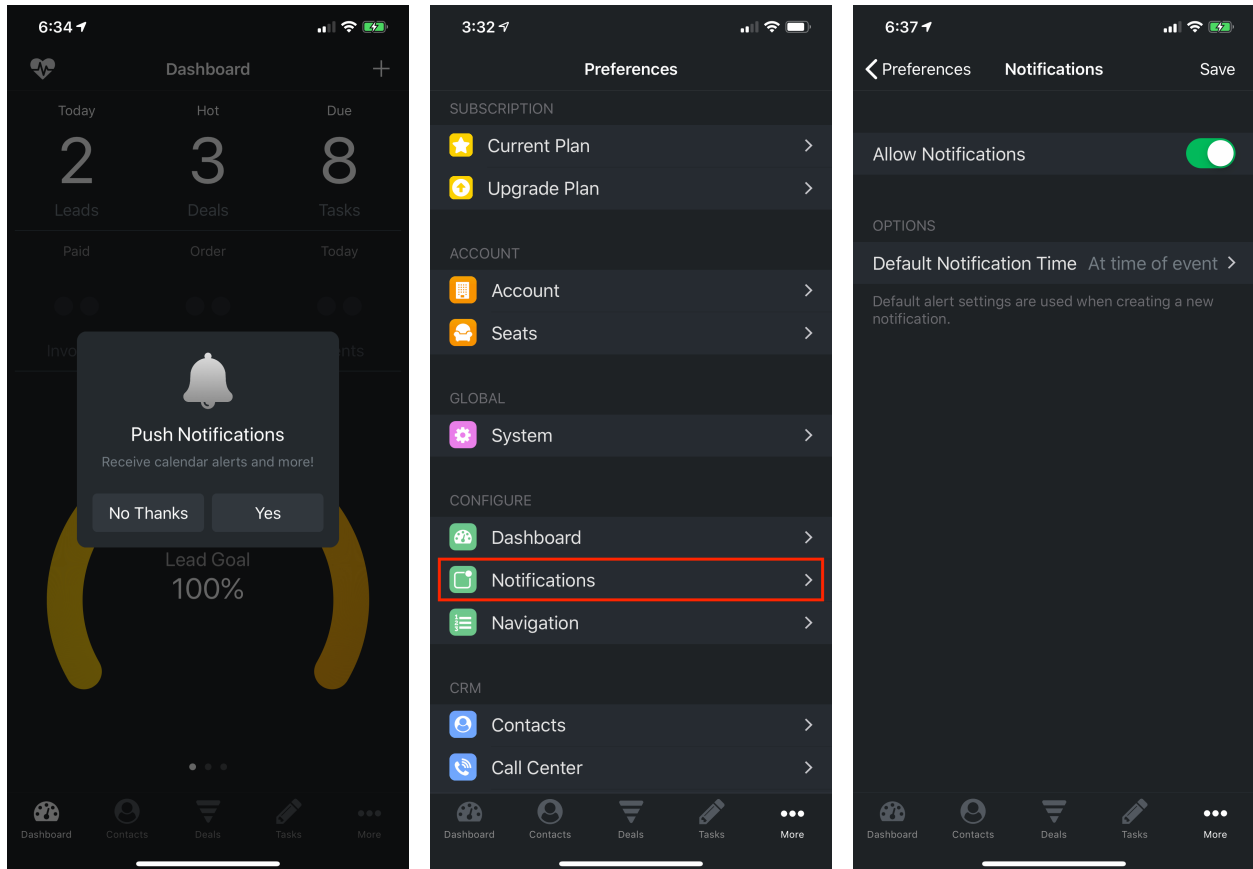 6:34
Dashboard
Today
Hot
Due
2
3
8
Leads
Deals
Tasks
Paid
Order
Today
Push Notifications
Receive calendar alerts and more!
No Thanks
Yes
Lead Goal
100%
Dashboard
Contacts
Deals
Tasks
More
3:32
Preferences
SUBSCRIPTION
Current Plan
Upgrade Plan
ACCOUNT
Account
Seats
GLOBAL
System
CONFIGURE
Dashboard
Notifications
Navigation
CRM
Contacts
Call Center
Dashboard
Contacts
Deals
Tasks
More
6:37
Preferences
Notifications
Save
Allow Notifications
OPTIONS
Default Notification Time
At time of event
Default alert settings are used when creating a new
notification.
Dashboard
Contacts
Deals
Tasks
More